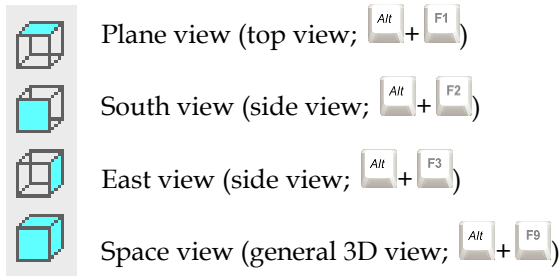 Plane view (top view; Alt+F1)
South view (side view; Alt+F2)
East view (side view; Alt+F3)
Space view (general 3D view; Alt+F9)